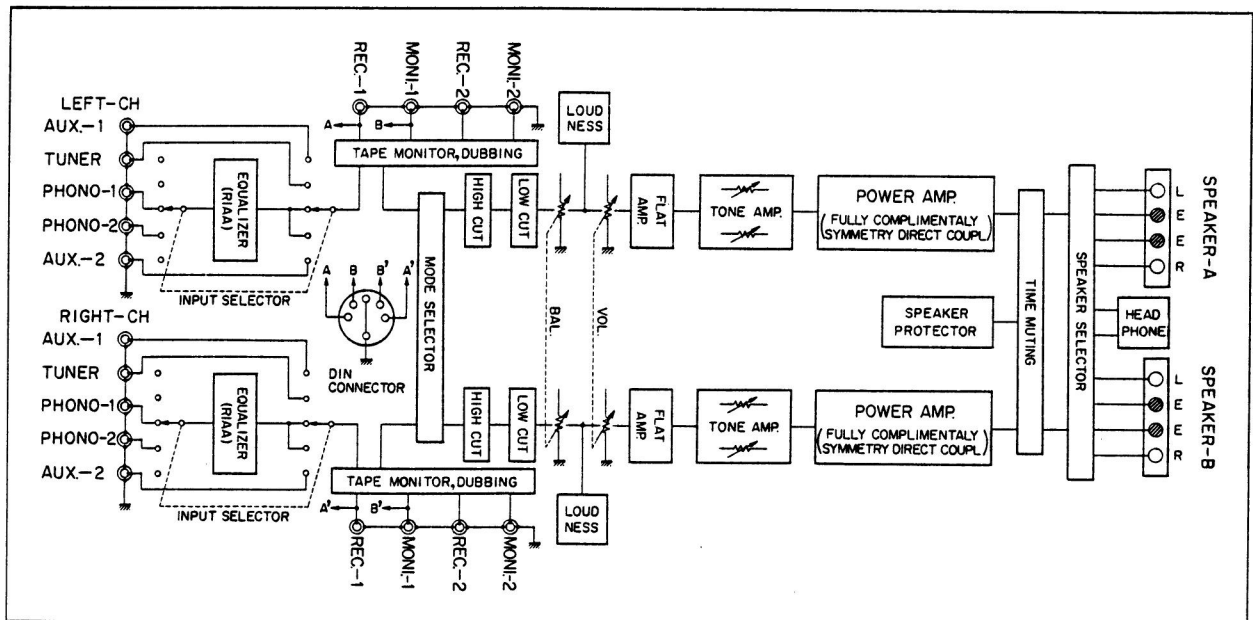 REC.-1
MONI.-1
REC.-2
MONI.-2
LEFT-CH
AUX.-1
TUNER
PHONO-1
PHONO-2
AUX.-2
EQUALIZER
(RIAA)
INPUT SELECTOR
A
B
TAPE MONITOR, DUBBING
LOUD
NESS
HIGH CUT
LOW CUT
FLAT
AMP.
TONE AMP.
POWER AMP.
(FULLY COMPLIMENTALY
SYMMETRY DIRECT COUPL)
MODE SELECTOR
A
B
B'
A'
DIN
CONNECTOR
BAL.
VOL.
SPEAKER
PROTECTOR
TIME MUTING
SPEAKER SELECTOR
L
E
E
R
SPEAKER-A
HEAD
PHONE
L
E
E
R
SPEAKER-B
RIGHT-CH
AUX.-1
TUNER
PHONO-1
PHONO-2
AUX.-2
EQUALIZER
(RIAA)
INPUT SELECTOR
HIGH CUT
LOW CUT
FLAT
AMP.
TONE AMP.
POWER AMP.
(FULLY COMPLIMENTALY
SYMMETRY DIRECT COUPL)
TAPE MONITOR, DUBBING
A'
B'
LOUD
NESS
REC.-1
MONI.-1
REC.-2
MONI.-2